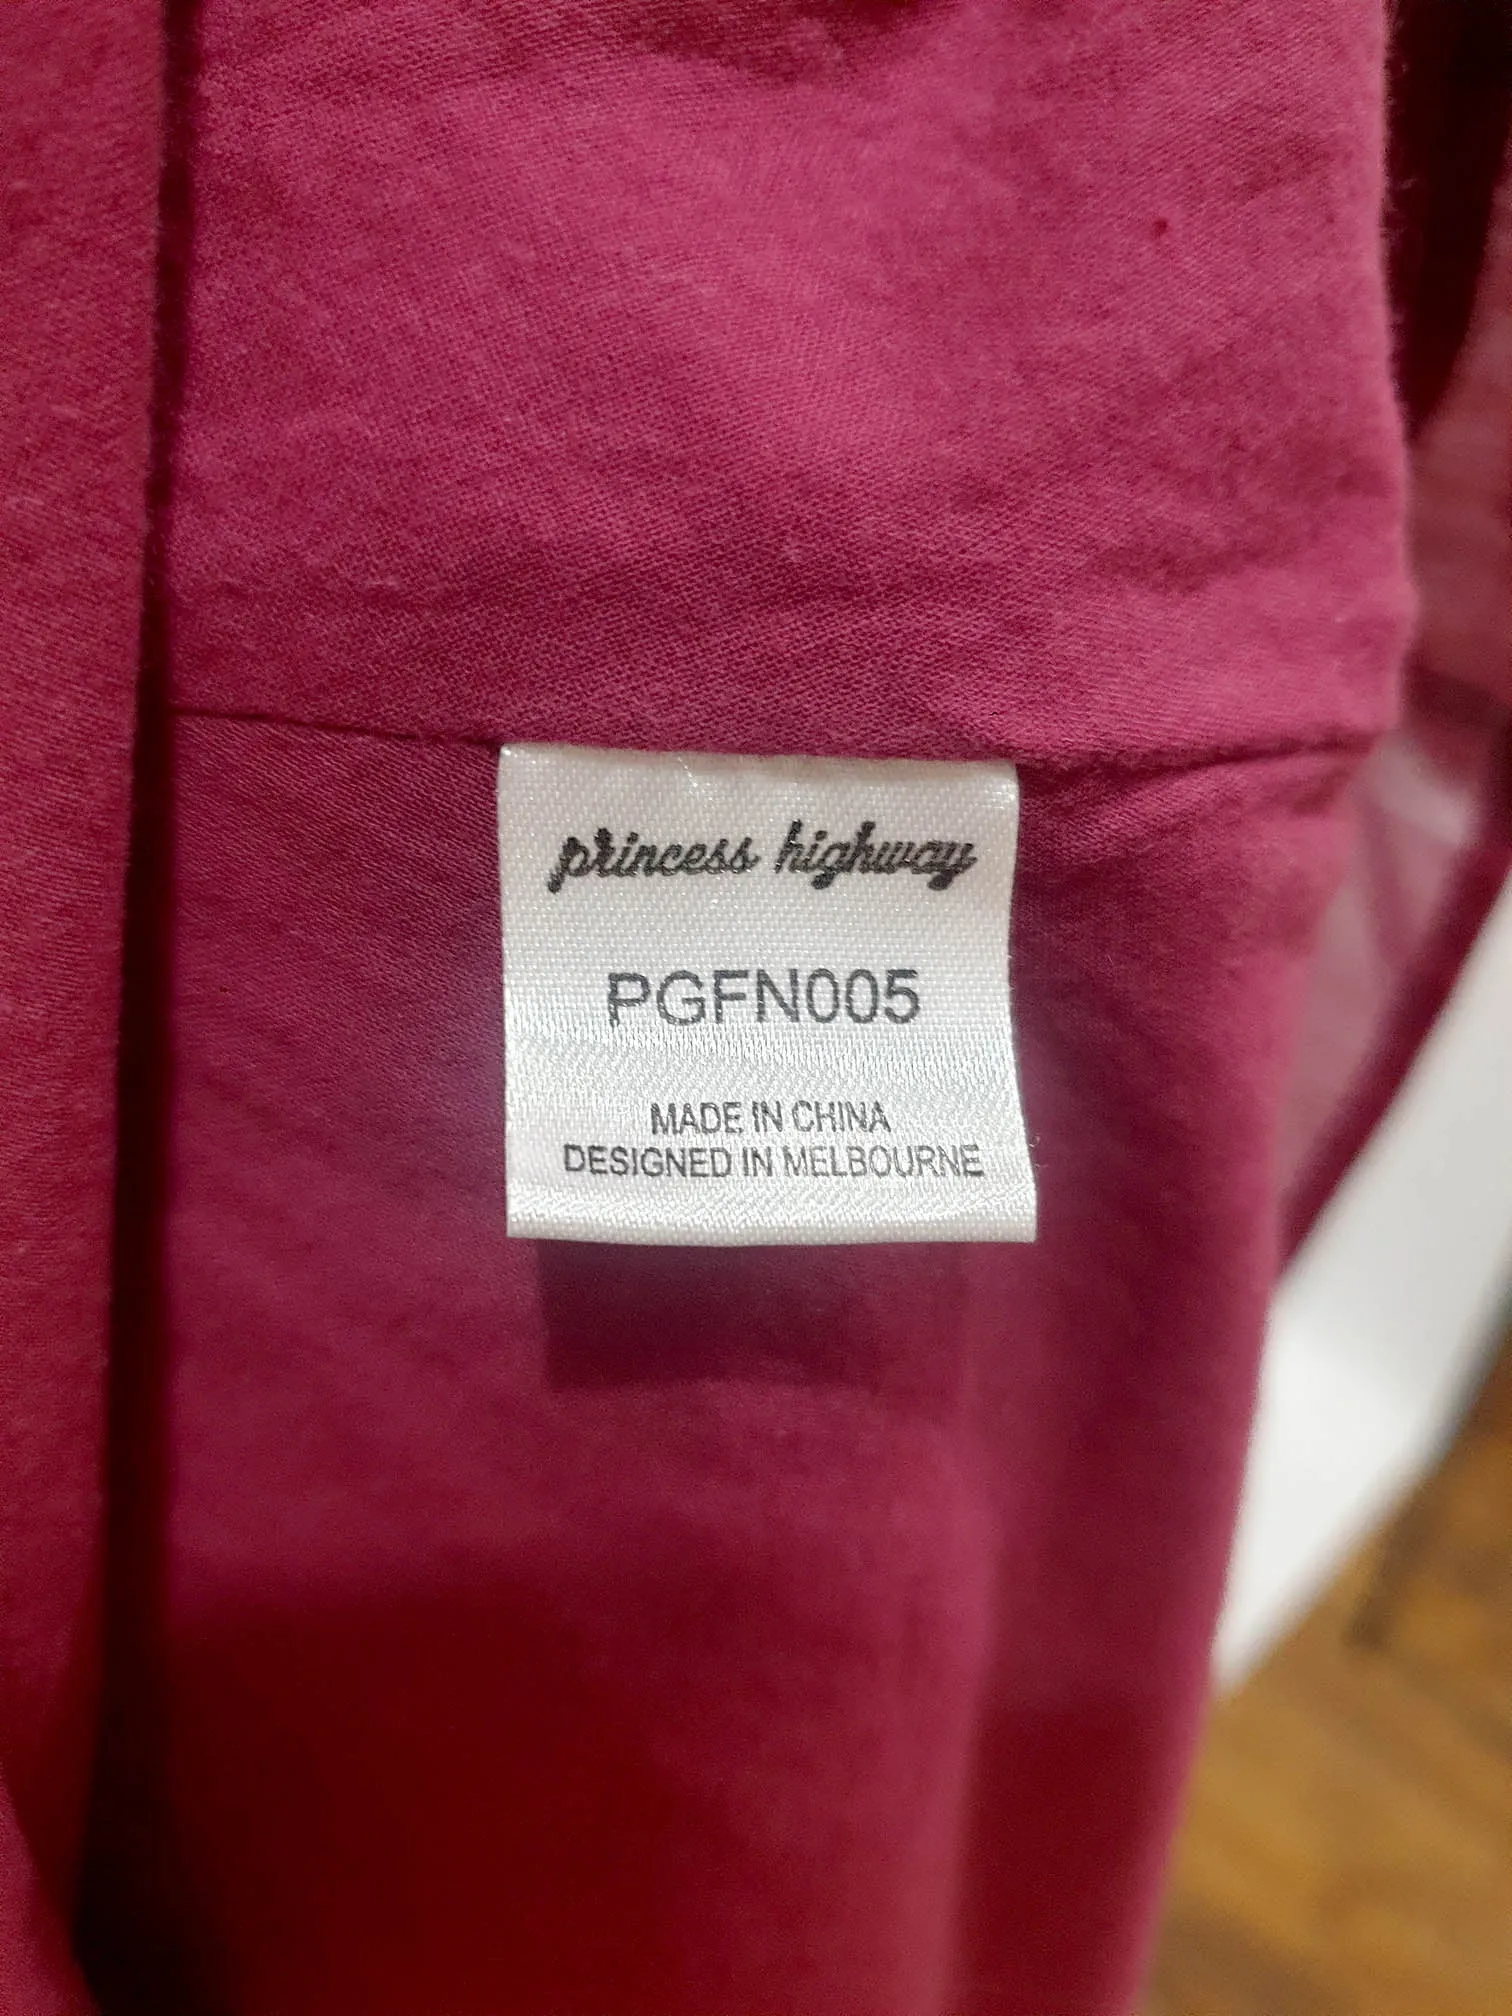 princess highway
PGFN005
MADE IN CHINA
DESIGNED IN MELBOURNE